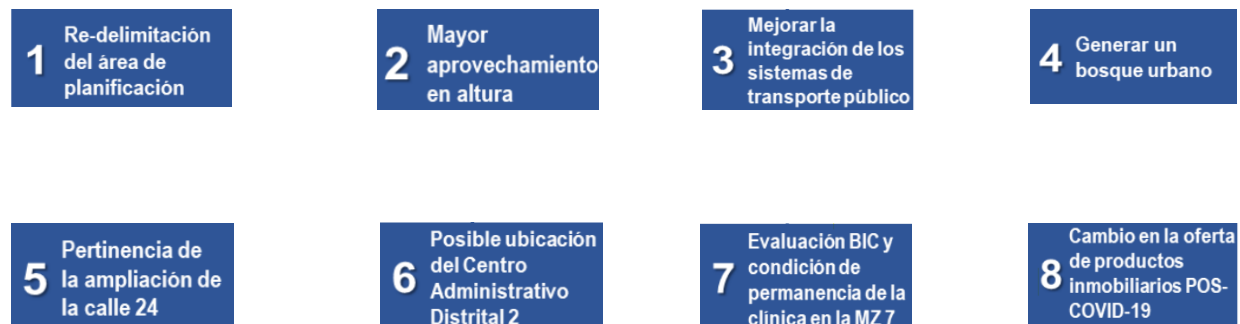 1
Re-delimitación
del área de
planificación
2
Mayor
aprovechamiento
en altura
3
Mejorar la
integración de los
sistemas de
transporte público
4
Generar un
bosque urbano
5
Pertinencia de
la ampliación de
la calle 24
6
Posible ubicación
del Centro
Administrativo
Distrital 2
7
Evaluación BIC y
condición de
permanencia de la
clínica en la MZ 7
8
Cambio en la oferta
de productos
inmobiliarios POS-
COVID-19